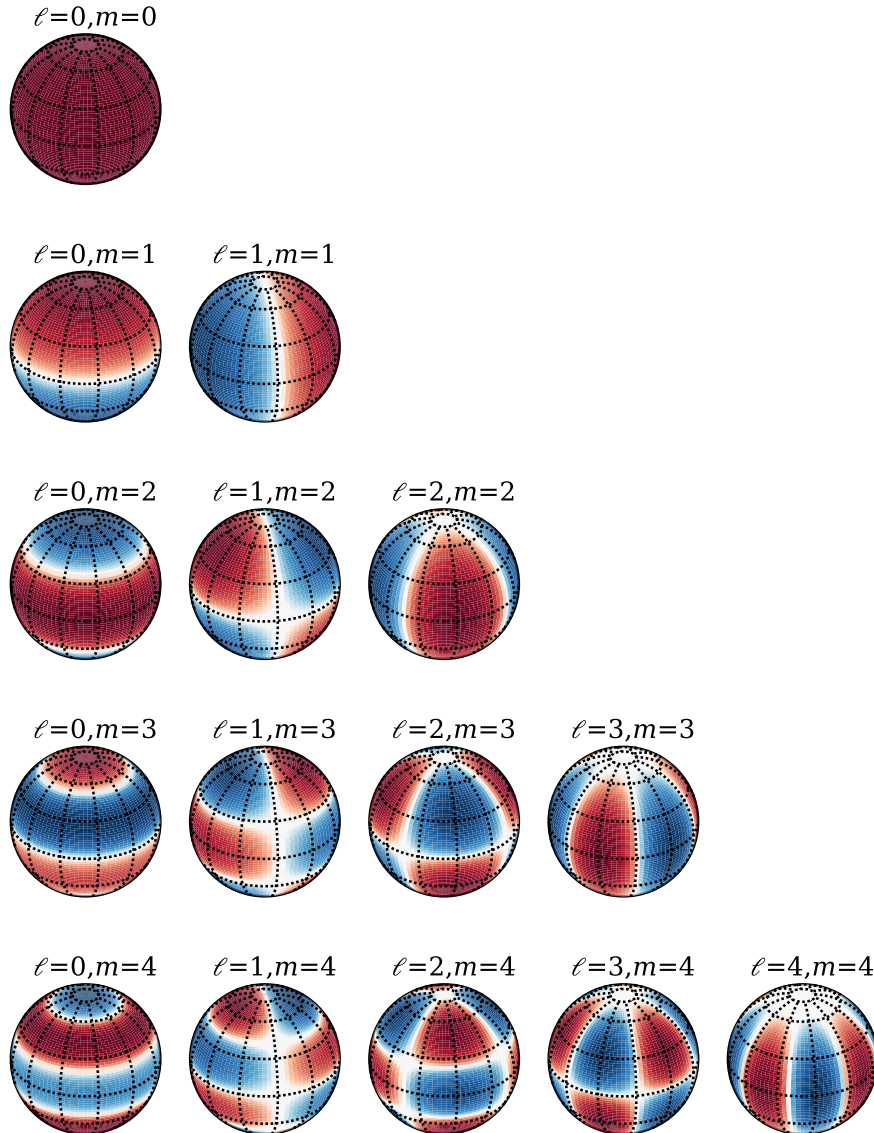 ℓ=0,m=0
ℓ=0,m=1 ℓ=1,m=1
ℓ=0,m=2 ℓ=1,m=2 ℓ=2,m=2
ℓ=0,m=3 ℓ=1,m=3 ℓ=2,m=3 ℓ=3,m=3
ℓ=0,m=4 ℓ=1,m=4 ℓ=2,m=4 ℓ=3,m=4 ℓ=4,m=4